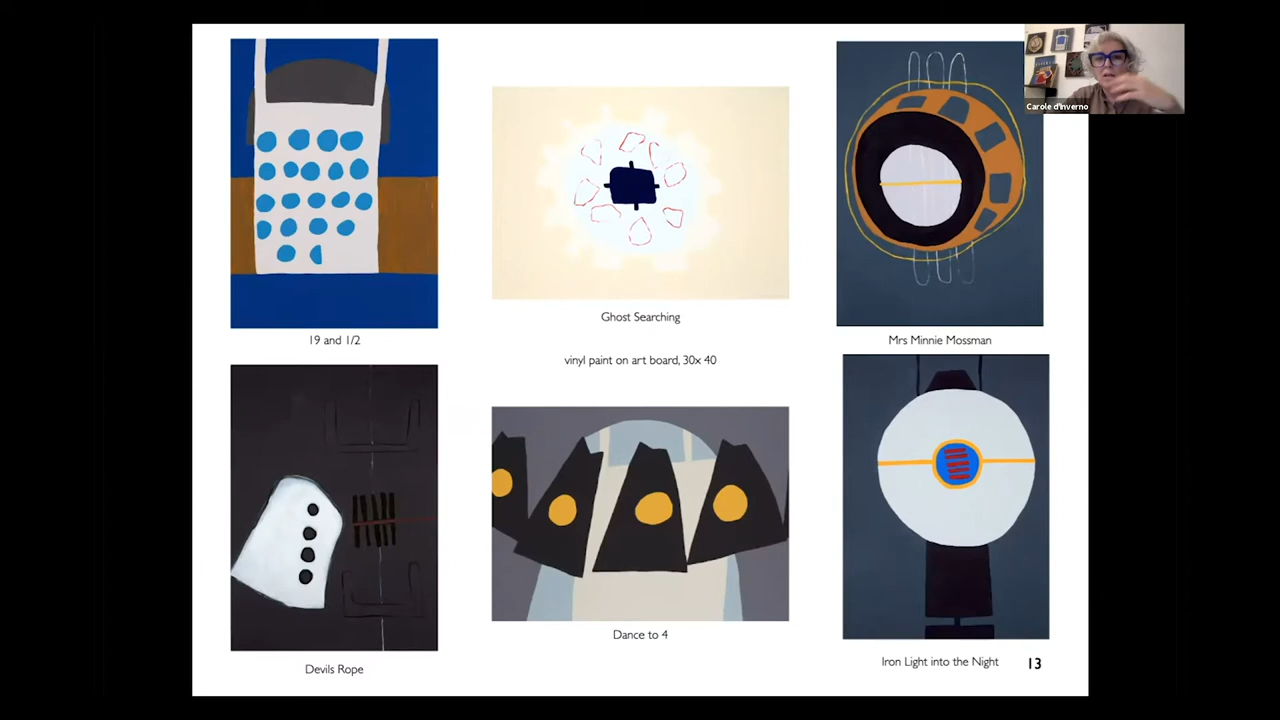 Carole d'Inverno
19 and 1/2
Ghost Searching
Mrs Minnie Mossman
vinyl paint on art board, 30x 40
Devils Rope
Dance to 4
Iron Light into the Night
13